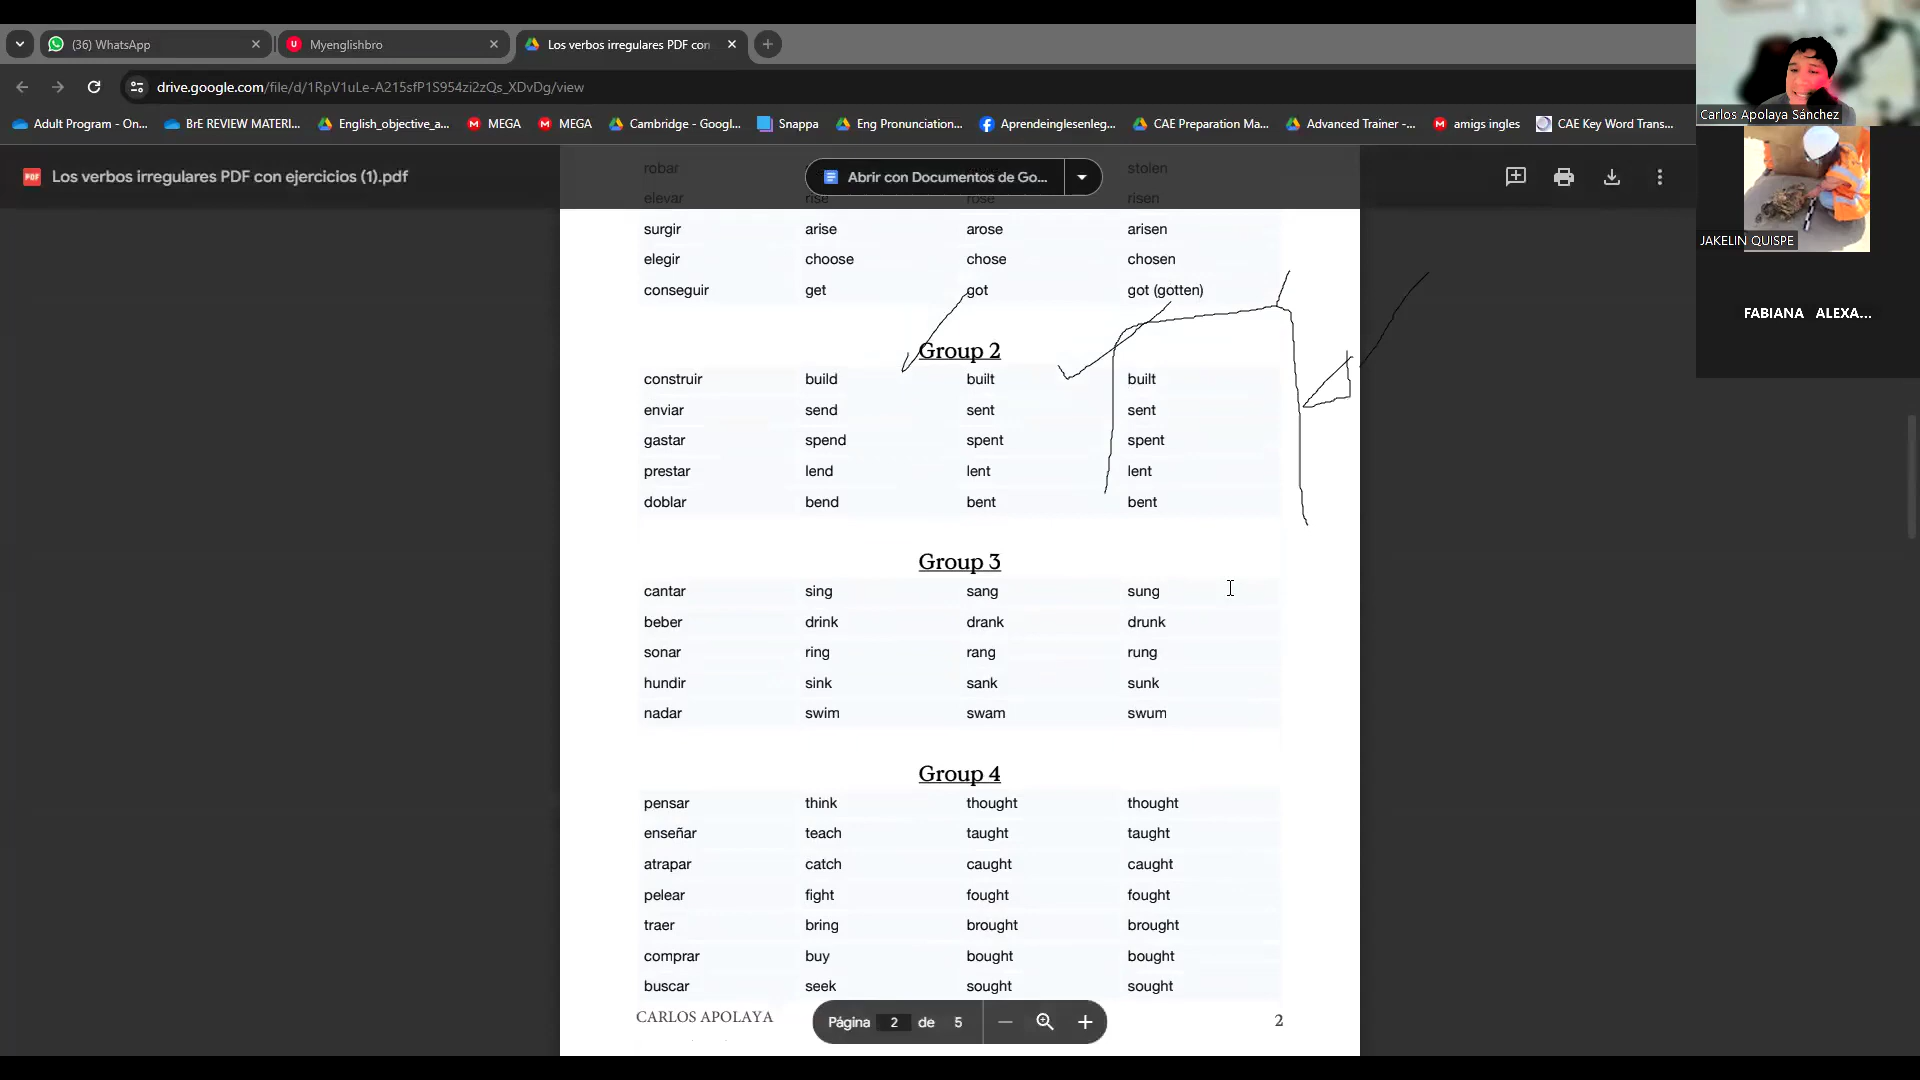 (36) WhatsApp
Myenglishbro
Los verbos irregulares PDF con
drive.google.com/file/d/1RpV1uLe-A215sfP1S954zi2zQs_XDvDg/view
Adult Program - On... BrE REVIEW MATERI... English_objective_a... MEGA MEGA Cambridge - Googl... Snappa Eng Pronunciation... Aprendeinglesenleg... CAE Preparation Ma... Advanced Trainer -... amigs ingles CAE Key Word Trans...
Carlos Apolaya Sánchez
JAKELIN QUISPE
FABIANA ALEXA...
PDF Los verbos irregulares PDF con ejercicios (1).pdf
Abrir con Documentos de Go...
robar stolen
elevar rise rose risen
surgir arise arose arisen
elegir choose chose chosen
conseguir get got got (gotten)
Group 2
construir build built built
enviar send sent sent
gastar spend spent spent
prestar lend lent lent
doblar bend bent bent
Group 3
cantar sing sang sung
beber drink drank drunk
sonar ring rang rung
hundir sink sank sunk
nadar swim swam swum
Group 4
pensar think thought thought
enseñar teach taught taught
atrapar catch caught caught
pelear fight fought fought
traer bring brought brought
comprar buy bought bought
buscar seek sought sought
CARLOS APOLAYA 2
Página 2 de 5